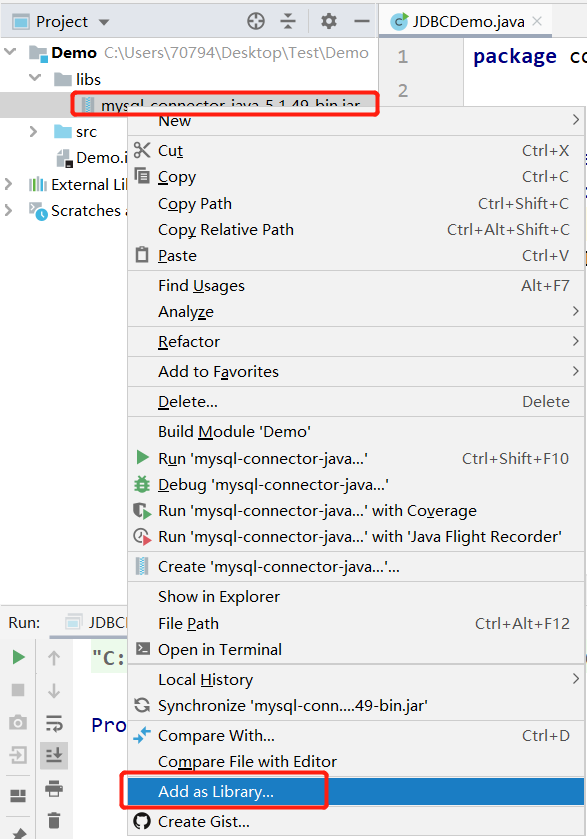 Project
JDBCDemo.java
Demo C:\Users\70794\Desktop\Test\Demo
1
package
libs
2
mysql-connector-java-5.1.49-bin.jar
New
src
Cut Ctrl+X
Demo.i
Copy Ctrl+C
External Lib
Copy Path Ctrl+Shift+C
Scratches a
Copy Relative Path Ctrl+Alt+Shift+C
Paste Ctrl+V
Find Usages Alt+F7
Analyze
Refactor
Add to Favorites
Delete... Delete
Build Module 'Demo'
Run 'mysql-connector-java...' Ctrl+Shift+F10
Debug 'mysql-connector-java...'
Run 'mysql-connector-java...' with Coverage
Run 'mysql-connector-java...' with 'Java Flight Recorder'
Create 'mysql-connector-java...'...
Show in Explorer
Run: JDBC
File Path Ctrl+Alt+F12
Open in Terminal
"C:
Local History
Synchronize 'mysql-conn....49-bin.jar'
Pro
Compare With... Ctrl+D
Compare File with Editor
Add as Library...
Create Gist...